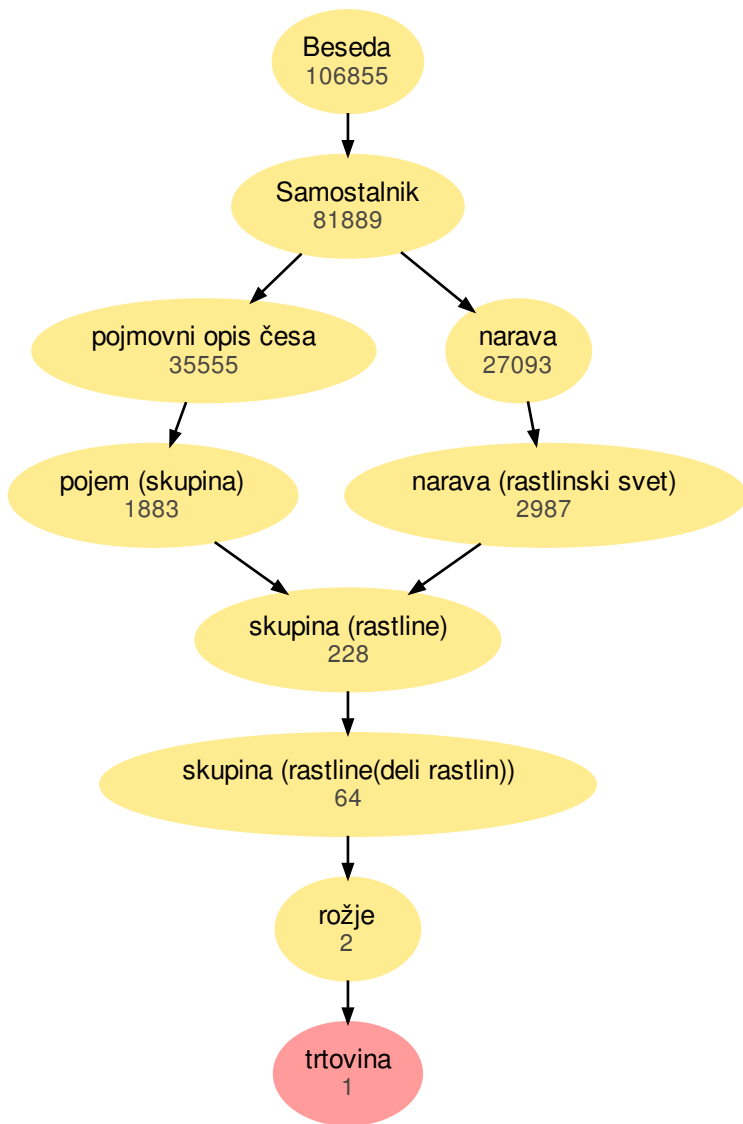 Beseda
106855
Samostalnik
81889
pojmovni opis česa
35555
narava
27093
pojem (skupina)
1883
narava (rastlinski svet)
2987
skupina (rastline)
228
skupina (rastline(deli rastlin))
64
rožje
2
trtovina
1